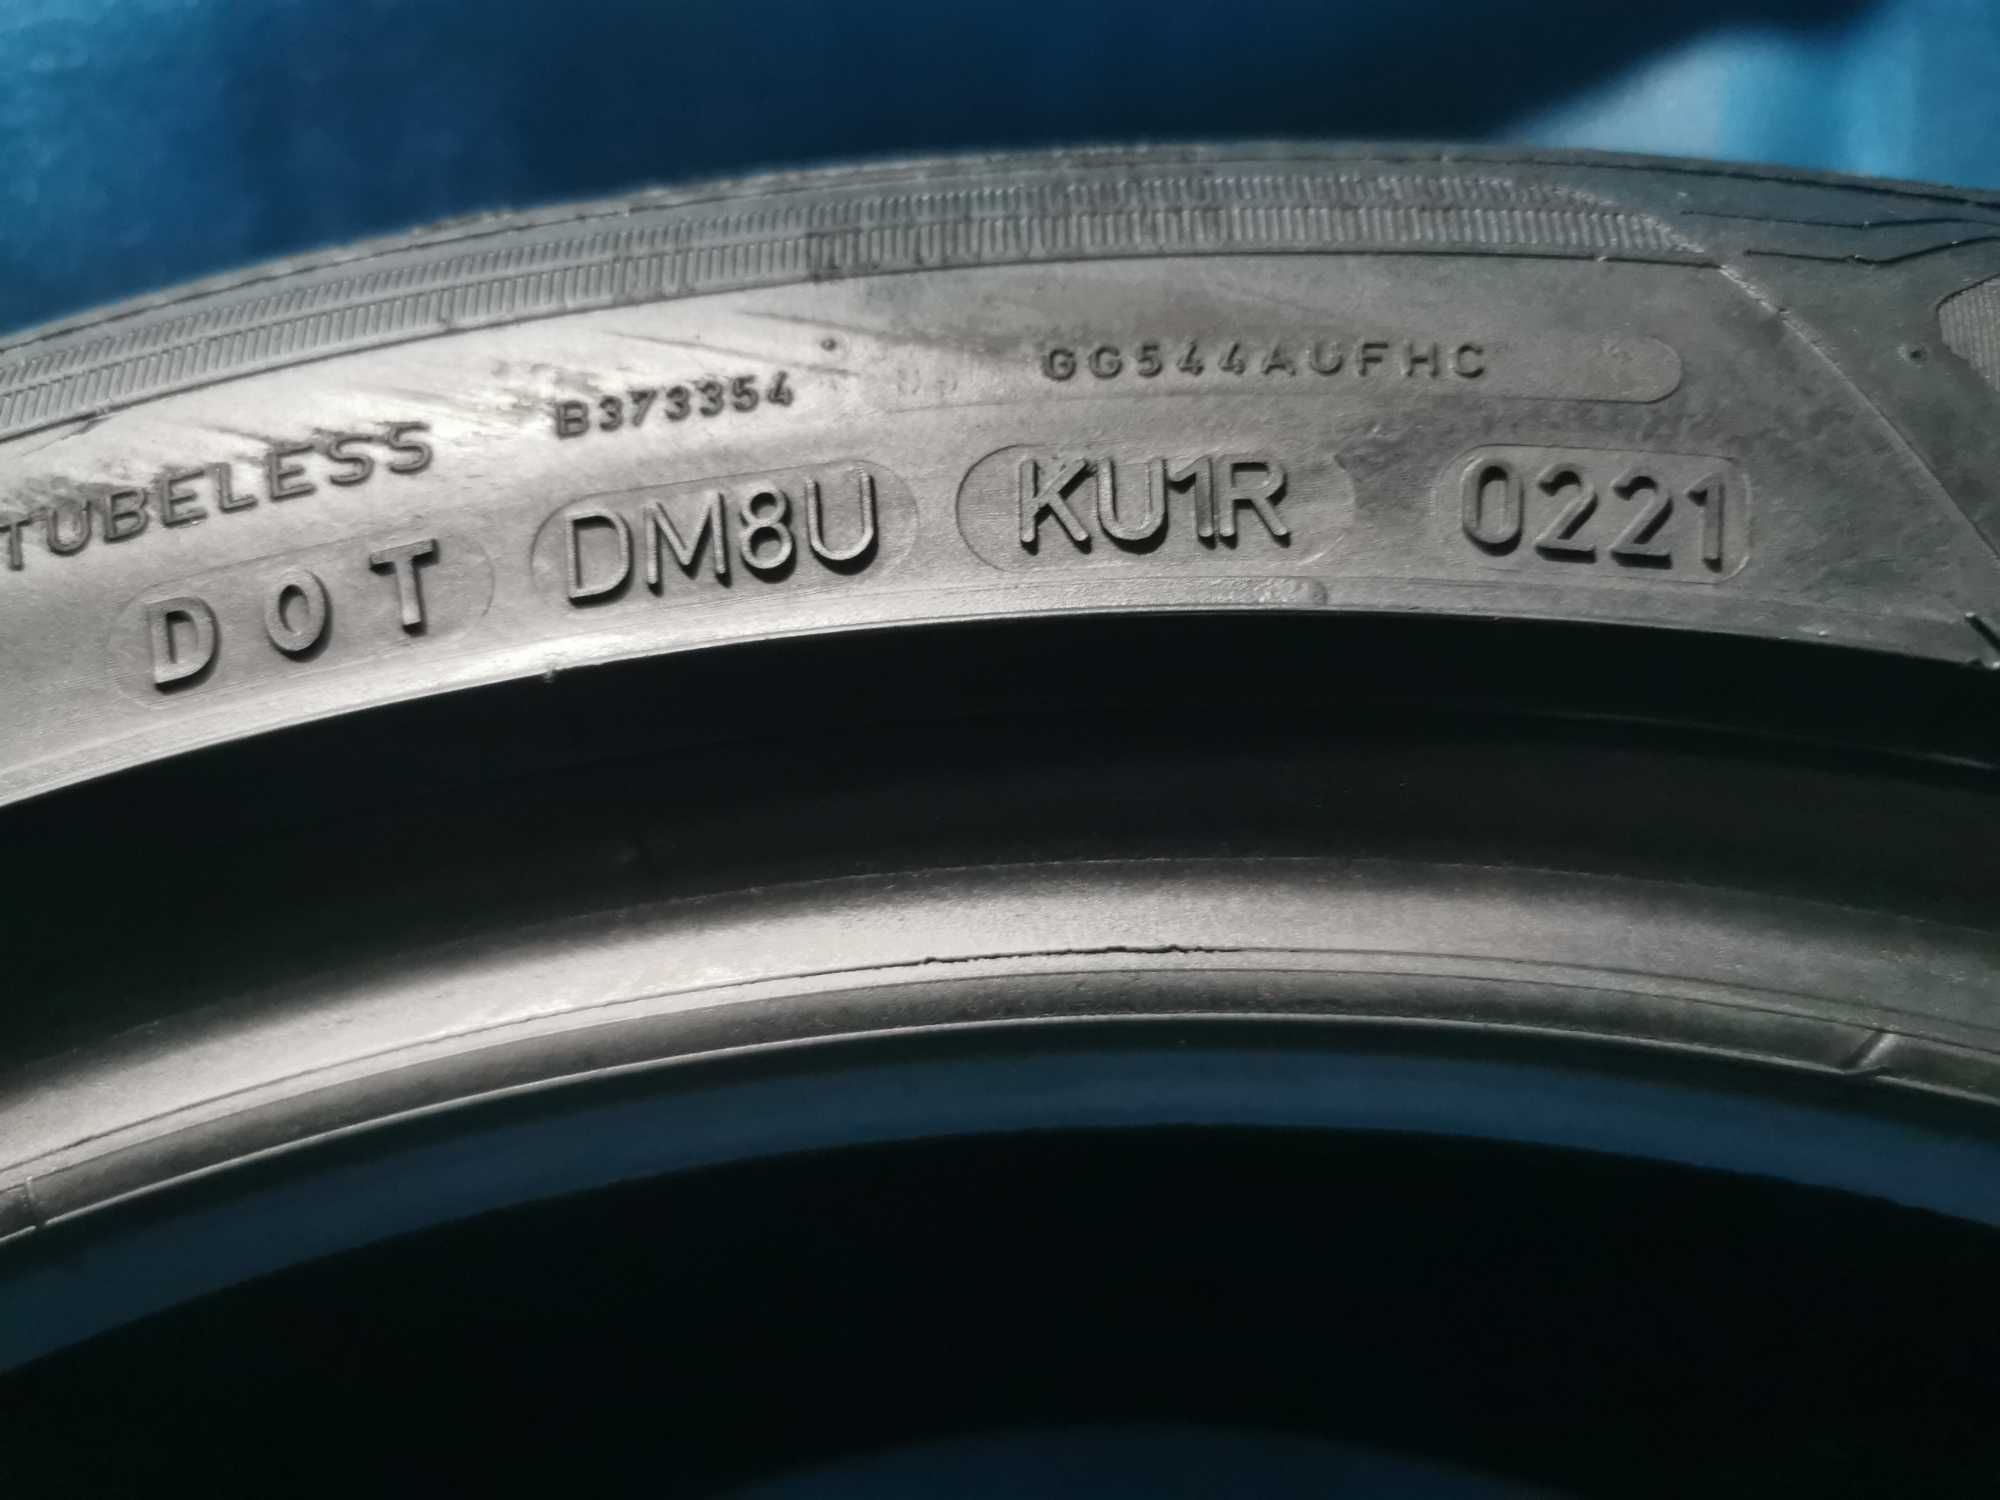 TUBELESS B373354 GG544AUFHC
DOT DM8U KU1R 0221